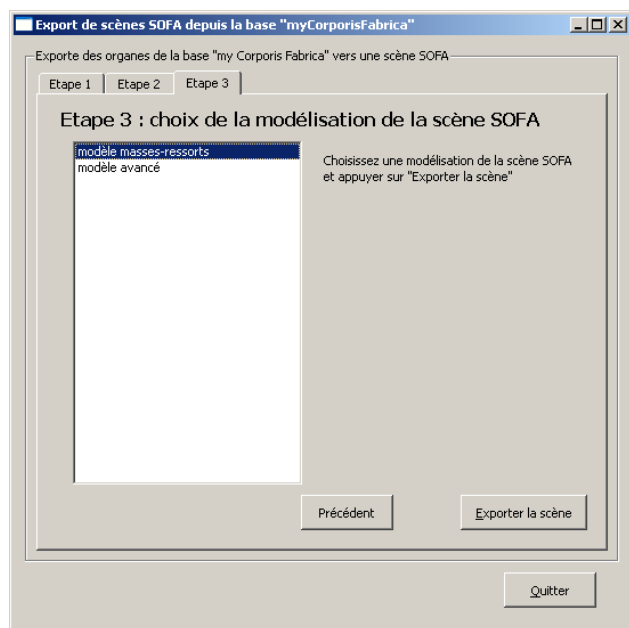 Export de scènes SOFA depuis la base "myCorporisFabrica"
Exporte des organes de la base "my Corporis Fabrica" vers une scène SOFA
Etape 1 Etape 2 Etape 3
Etape 3 : choix de la modélisation de la scène SOFA
modèle masses-ressorts
modèle avancé
Choisissez une modélisation de la scène SOFA
et appuyer sur "Exporter la scène"
Précédent
Exporter la scène
Quitter